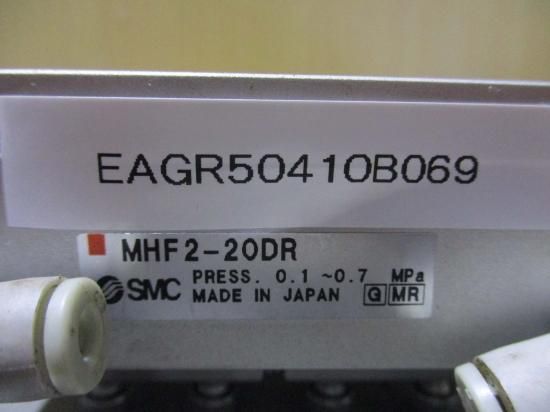 EAGR50410B069
MHF2-20DR
SMC PRESS. 0.1~0.7 MPa
MADE IN JAPAN G MR